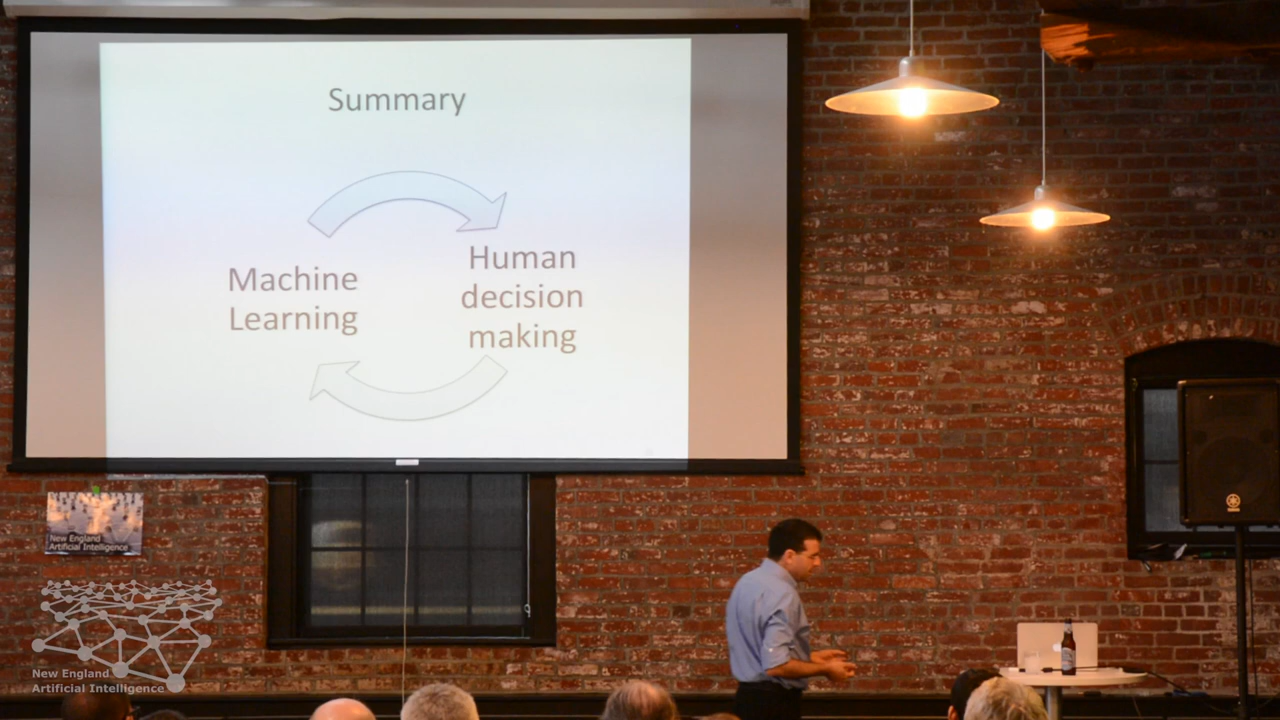 Summary
Machine
Learning
Human
decision
making
New England
Artificial Intelligence
New England
Artificial Intelligence